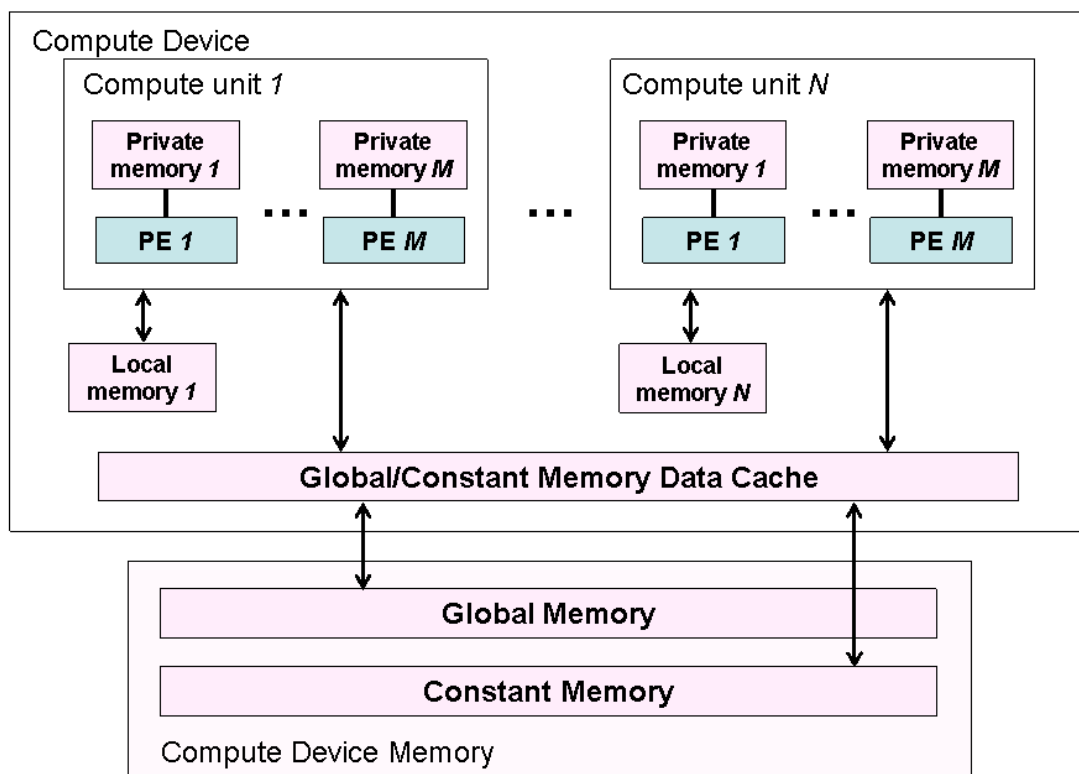 Compute Device
Compute unit 1
Compute unit N
Private
memory 1
Private
memory M
Private
memory 1
Private
memory M
...
...
...
PE 1
PE M
PE 1
PE M
Local
memory 1
Local
memory N
Global/Constant Memory Data Cache
Global Memory
Constant Memory
Compute Device Memory